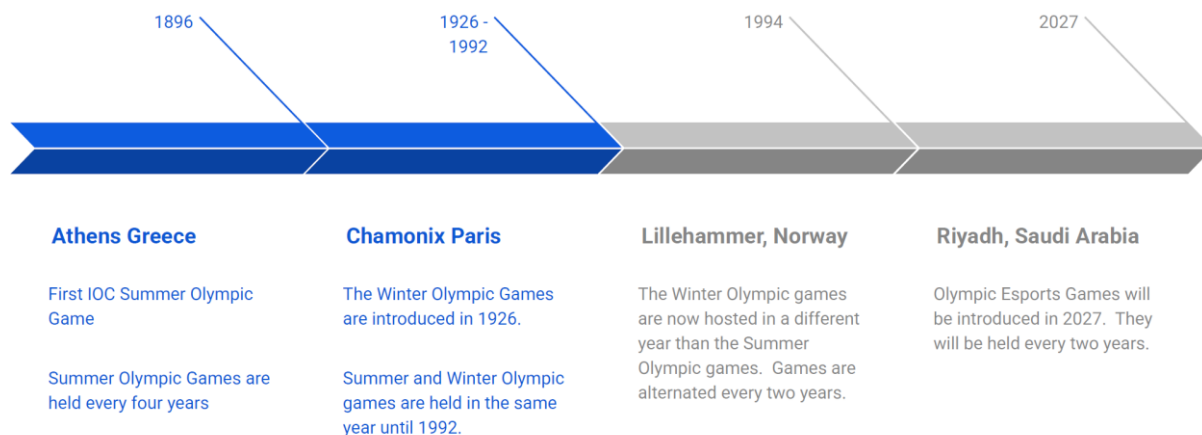 1896
1926 -
1992
1994
2027
Athens Greece
First IOC Summer Olympic
Game
Summer Olympic Games are
held every four years
Chamonix Paris
The Winter Olympic Games
are introduced in 1926.
Summer and Winter Olympic
games are held in the same
year until 1992.
Lillehammer, Norway
The Winter Olympic games
are now hosted in a different
year than the Summer
Olympic games.  Games are
alternated every two years.
Riyadh, Saudi Arabia
Olympic Esports Games will
be introduced in 2027.  They
will be held every two years.